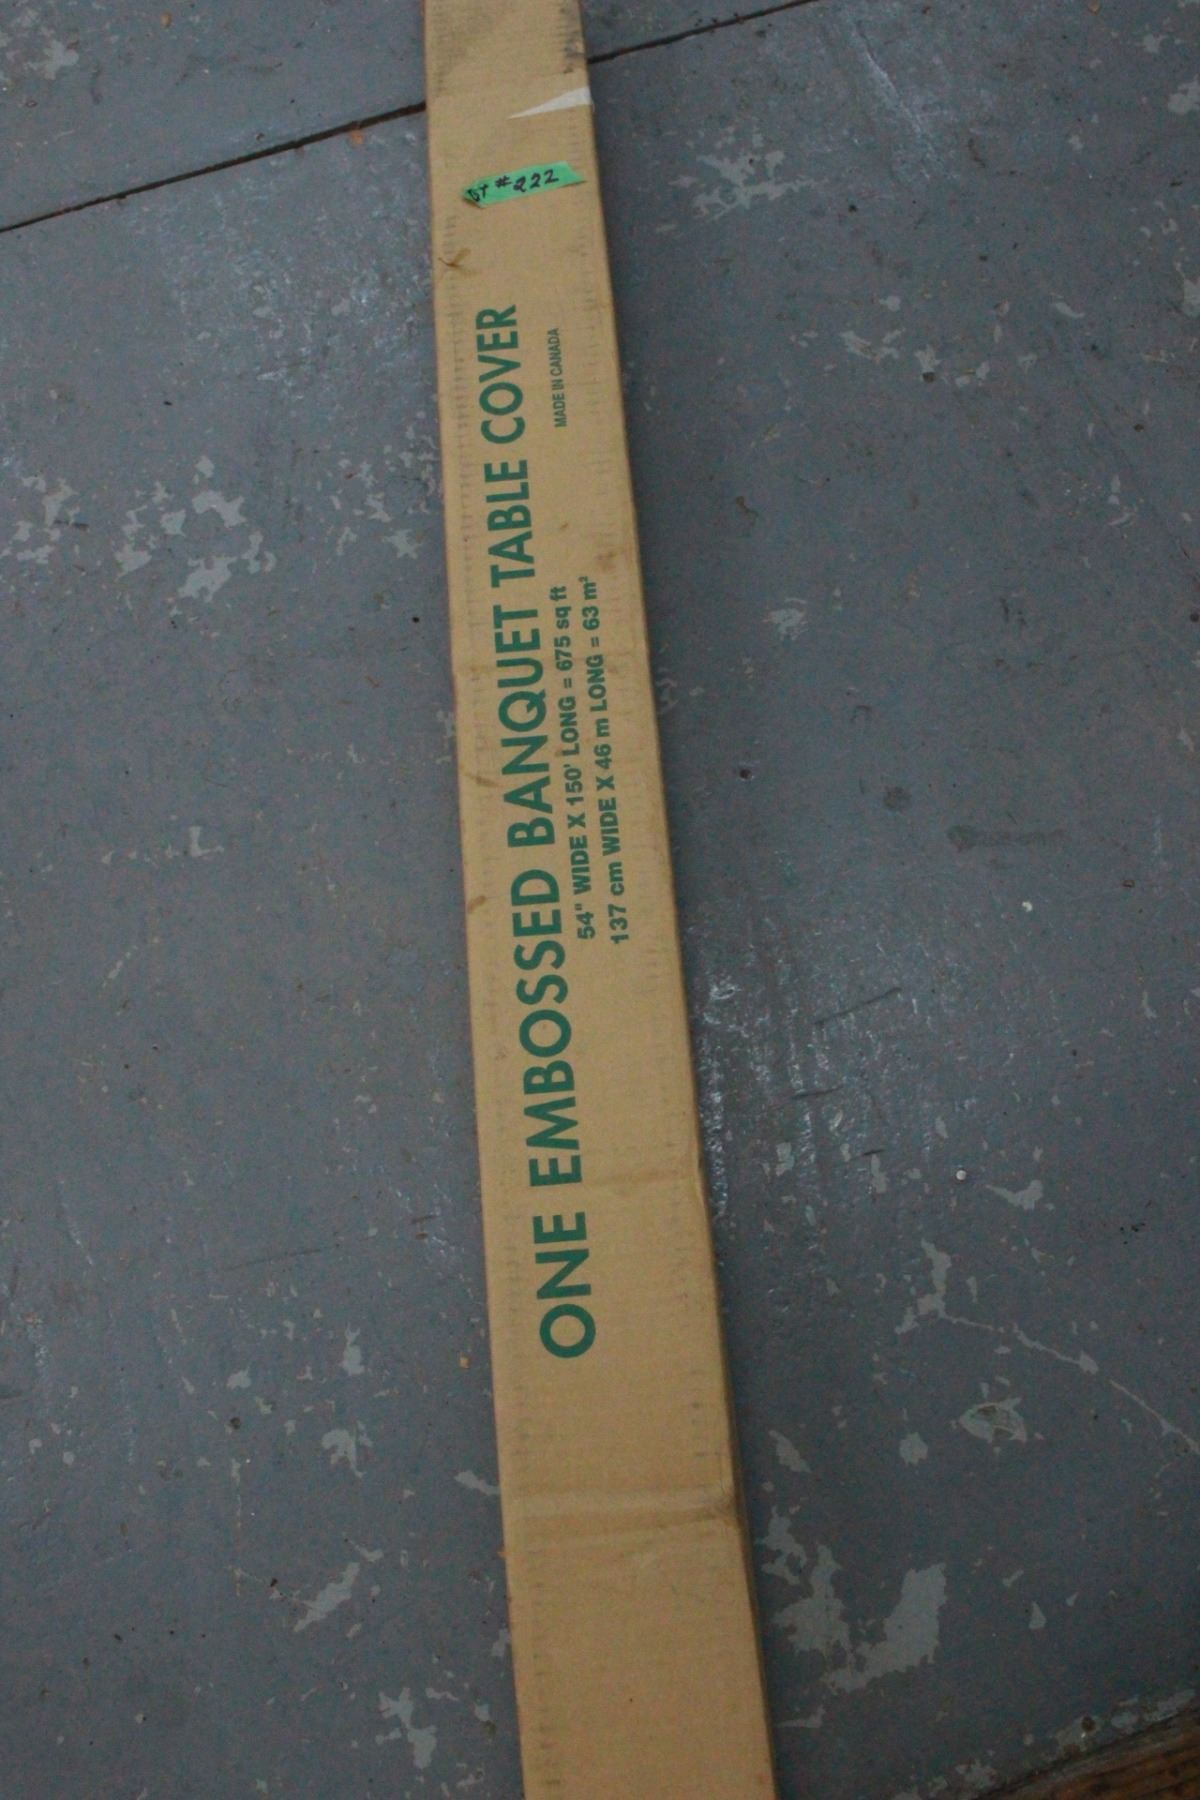 ONE EMBOSSED BANQUET TABLE COVER
54" WIDE X 150' LONG = 675 sq ft
137 cm WIDE X 46 m LONG = 63 m²
MADE IN CANADA
#222